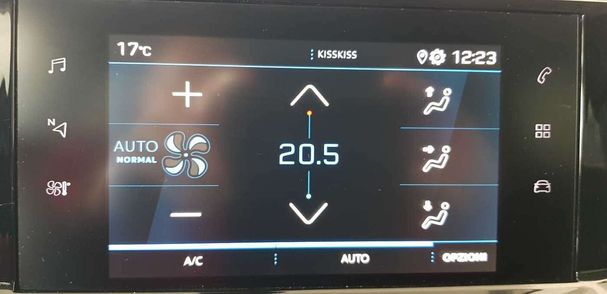 17°C
KISSKISS
12:23
N
AUTO
NORMAL
20.5
A/C
AUTO
OPZIONI